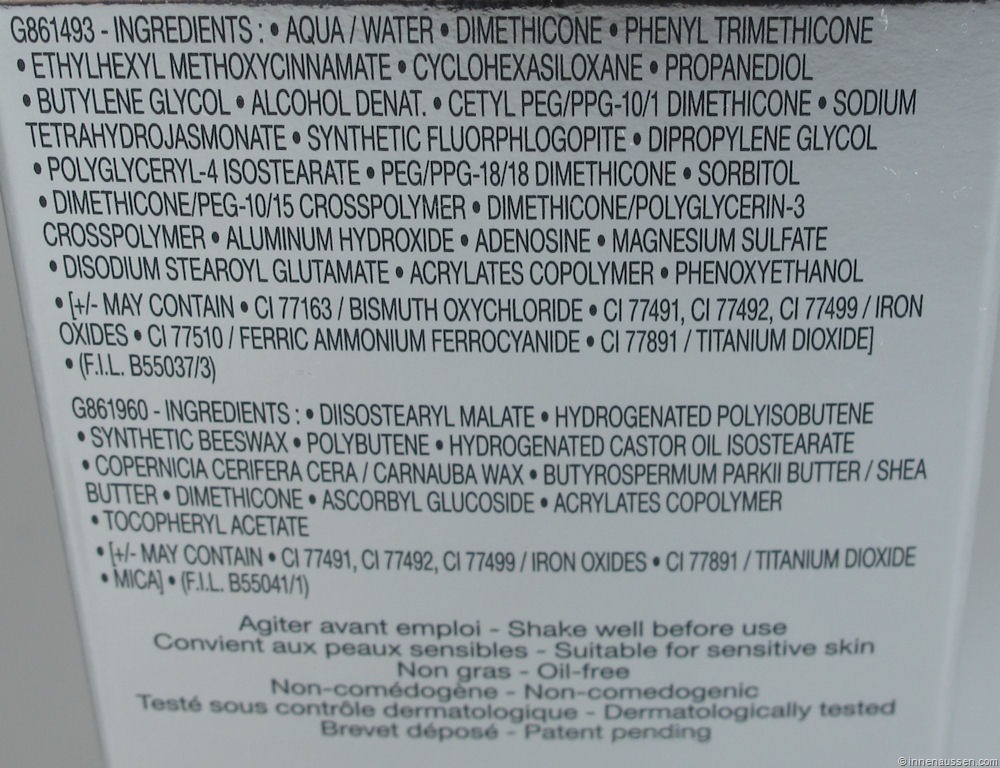 G861493 - INGREDIENTS : • AQUA / WATER • DIMETHICONE • PHENYL TRIMETHICONE
• ETHYLHEXYL METHOXYCINNAMATE • CYCLOHEXASILOXANE • PROPANEDIOL
• BUTYLENE GLYCOL • ALCOHOL DENAT. • CETYL PEG/PPG-10/1 DIMETHICONE • SODIUM
TETRAHYDROJASMONATE • SYNTHETIC FLUORPHLOGOPITE • DIPROPYLENE GLYCOL
• POLYGLYCERYL-4 ISOSTEARATE • PEG/PPG-18/18 DIMETHICONE • SORBITOL
• DIMETHICONE/PEG-10/15 CROSSPOLYMER • DIMETHICONE/POLYGLYCERIN-3
CROSSPOLYMER • ALUMINUM HYDROXIDE • ADENOSINE • MAGNESIUM SULFATE
• DISODIUM STEAROYL GLUTAMATE • ACRYLATES COPOLYMER • PHENOXYETHANOL
• [+/- MAY CONTAIN • CI 77163 / BISMUTH OXYCHLORIDE • CI 77491, CI 77492, CI 77499 / IRON
OXIDES • CI 77510 / FERRIC AMMONIUM FERROCYANIDE • CI 77891 / TITANIUM DIOXIDE]
• (F.I.L. B55037/3)
G861960 - INGREDIENTS : • DIISOSTEARYL MALATE • HYDROGENATED POLYISOBUTENE
• SYNTHETIC BEESWAX • POLYBUTENE • HYDROGENATED CASTOR OIL ISOSTEARATE
• COPERNICIA CERIFERA CERA / CARNAUBA WAX • BUTYROSPERMUM PARKII BUTTER / SHEA
BUTTER • DIMETHICONE • ASCORBYL GLUCOSIDE • ACRYLATES COPOLYMER
• TOCOPHERYL ACETATE
• [+/- MAY CONTAIN • CI 77491, CI 77492, CI 77499 / IRON OXIDES • CI 77891 / TITANIUM DIOXIDE
• MICA] • (F.I.L. B55041/1)
Agiter avant emploi - Shake well before use
Convient aux peaux sensibles - Suitable for sensitive skin
Non gras - Oil-free
Non-comédogène - Non-comedogenic
Testé sous contrôle dermatologique - Dermatologically tested
Brevet déposé - Patent pending
© innenaussen.com